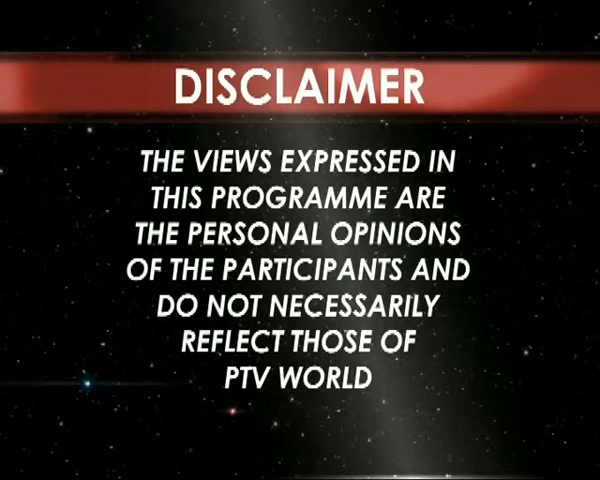 DISCLAIMER
THE VIEWS EXPRESSED IN
THIS PROGRAMME ARE
THE PERSONAL OPINIONS
OF THE PARTICIPANTS AND
DO NOT NECESSARILY
REFLECT THOSE OF
PTV WORLD